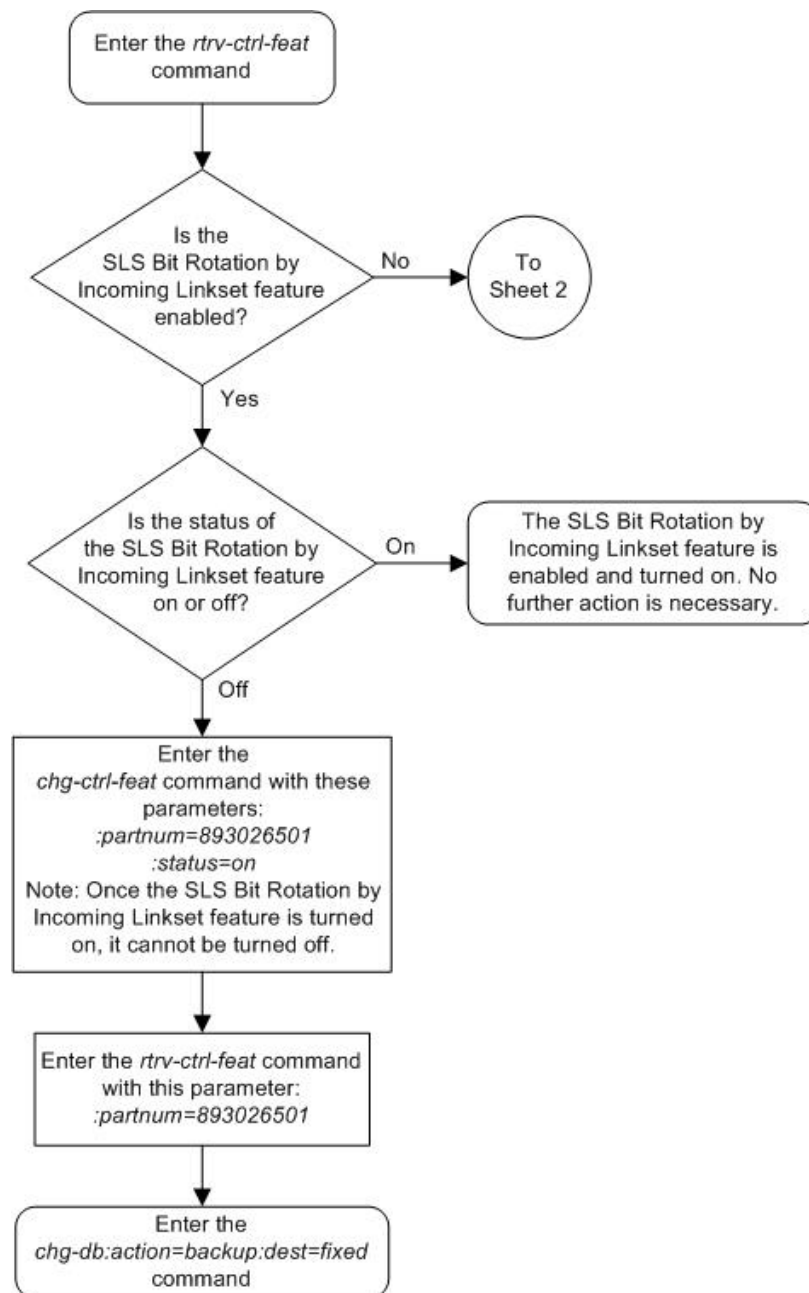 Enter the rtrv-ctrl-feat
command
Is the
SLS Bit Rotation by
Incoming Linkset feature
enabled?
No
To
Sheet 2
Yes
Is the status of
the SLS Bit Rotation by
Incoming Linkset feature
on or off?
On
The SLS Bit Rotation by
Incoming Linkset feature is
enabled and turned on. No
further action is necessary.
Off
Enter the
chg-ctrl-feat command with these
parameters:
:partnum=893026501
:status=on
Note: Once the SLS Bit Rotation by
Incoming Linkset feature is turned
on, it cannot be turned off.
Enter the rtrv-ctrl-feat command
with this parameter:
:partnum=893026501
Enter the
chg-db:action=backup:dest=fixed
command